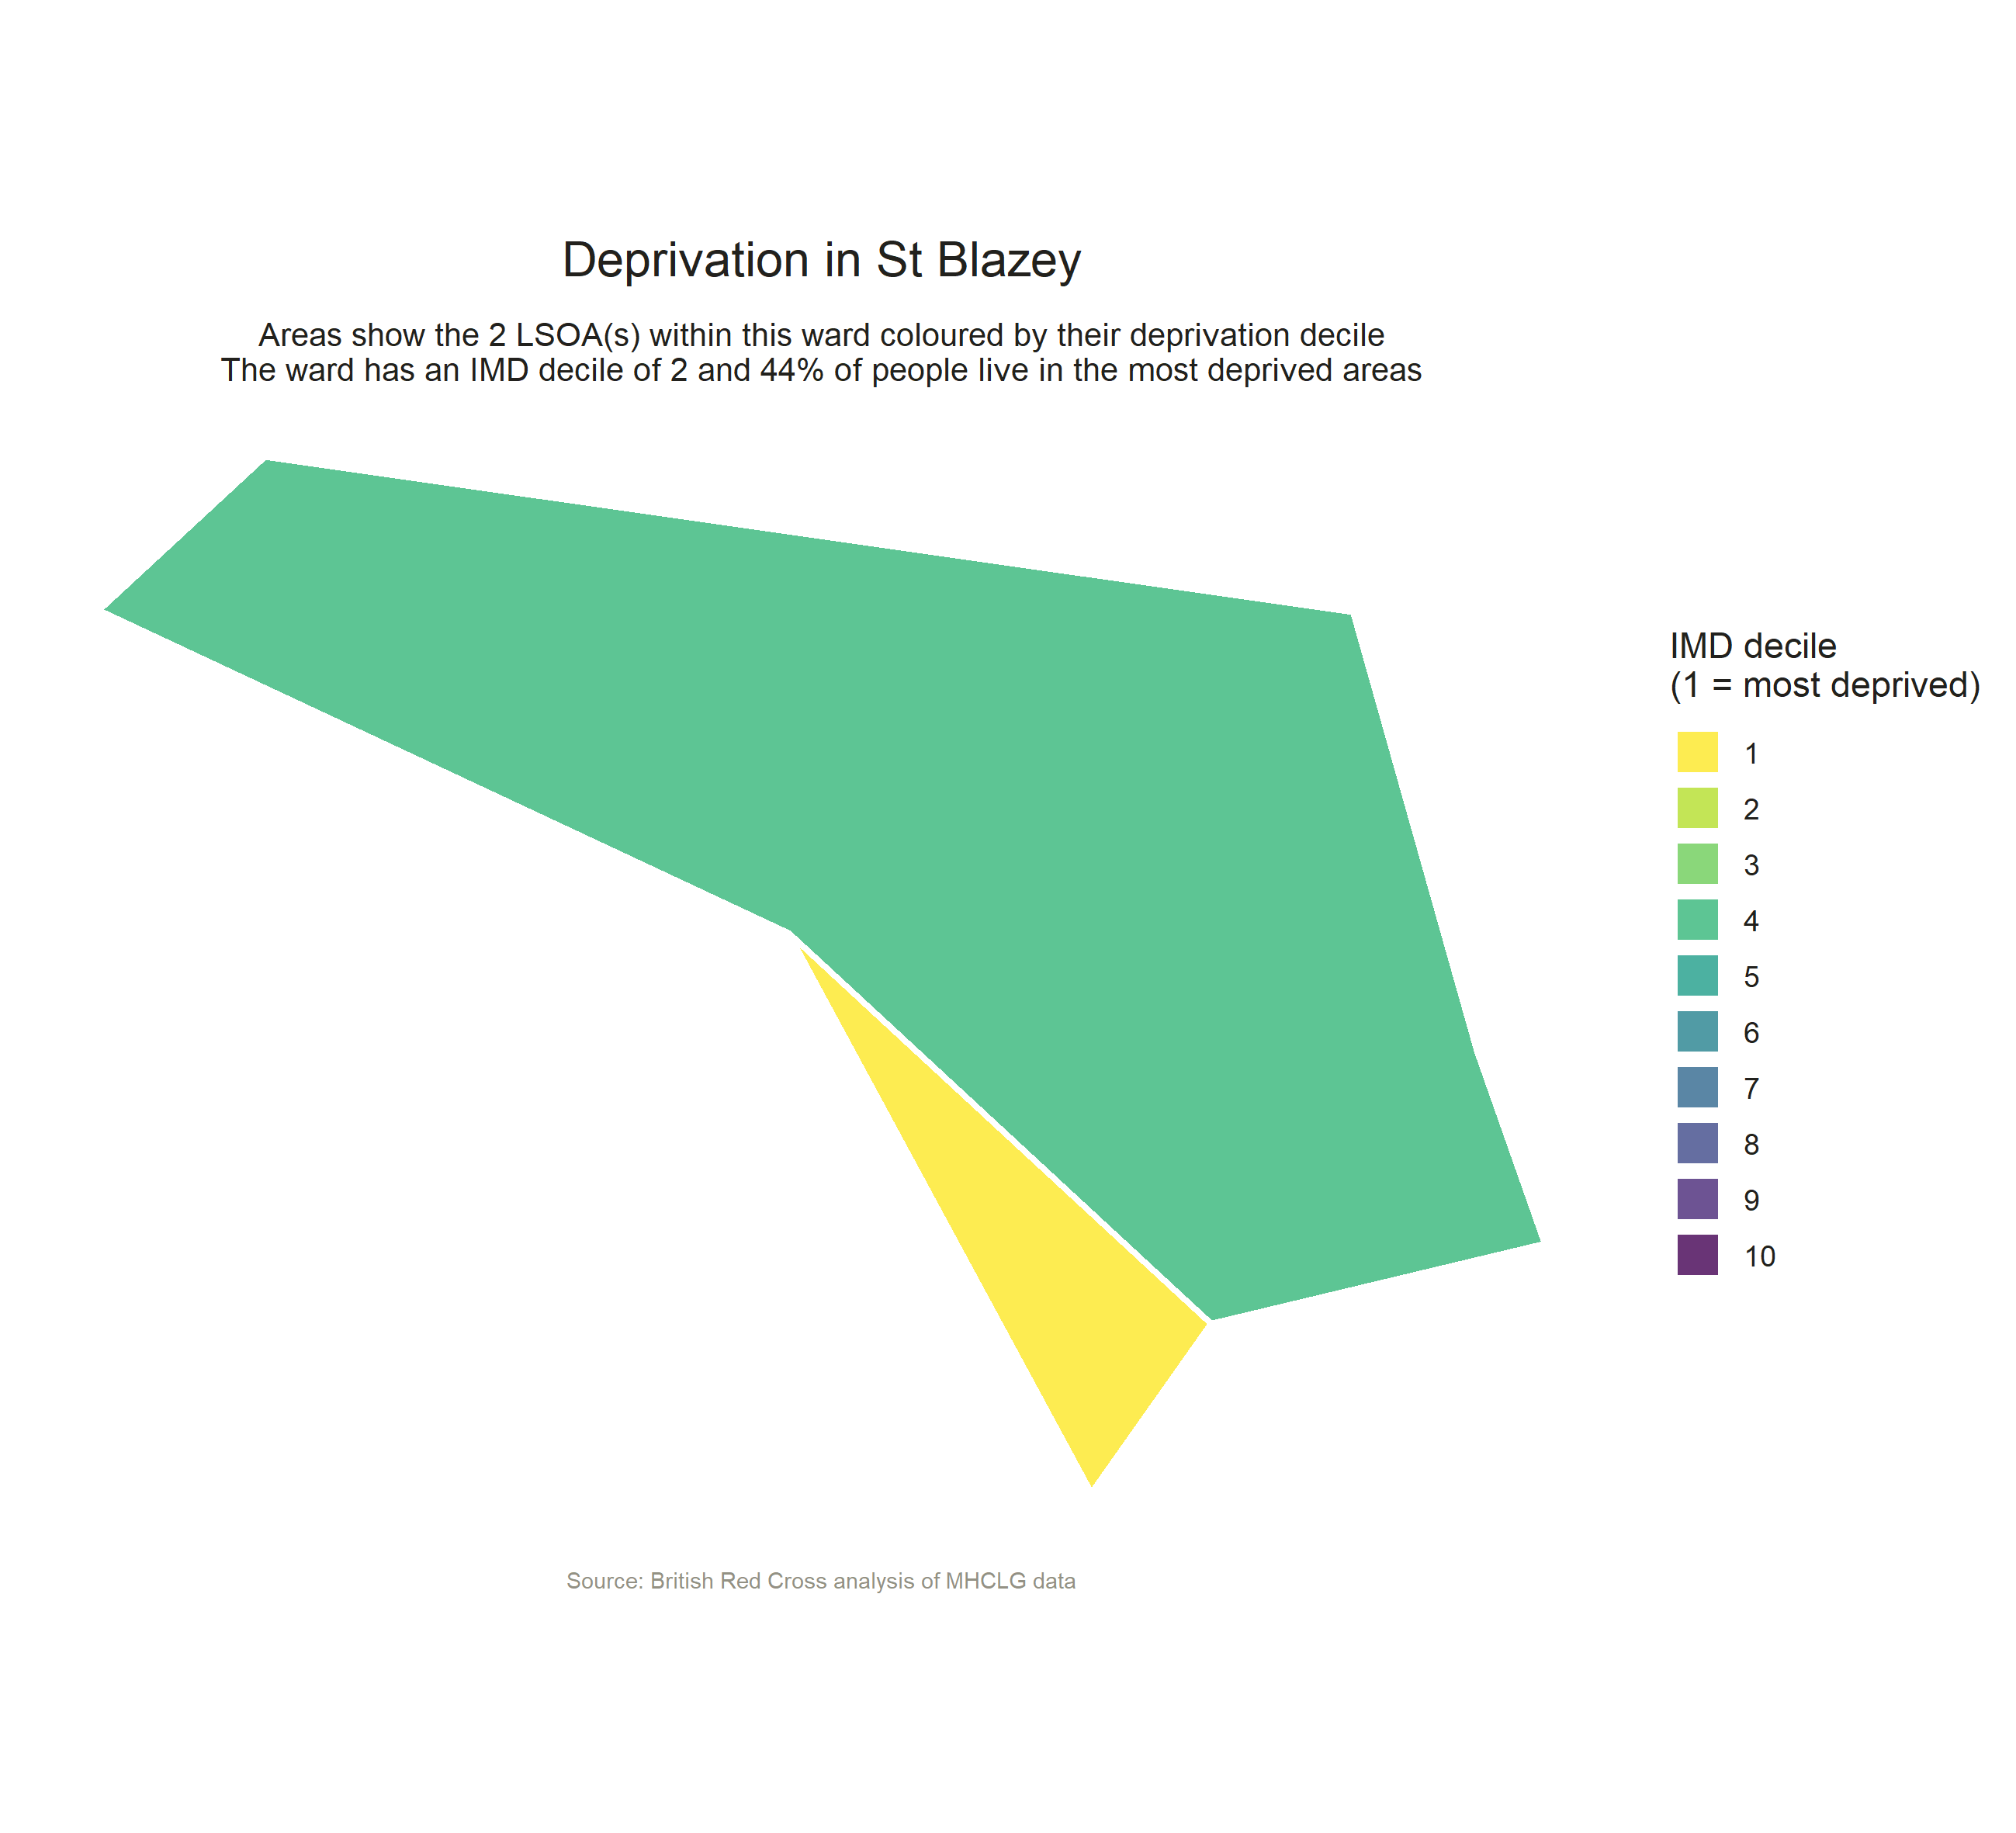 Deprivation in St Blazey
Areas show the 2 LSOA(s) within this ward coloured by their deprivation decile
The ward has an IMD decile of 2 and 44% of people live in the most deprived areas
IMD decile
(1 = most deprived)
1
2
3
4
5
6
7
8
9
10
Source: British Red Cross analysis of MHCLG data